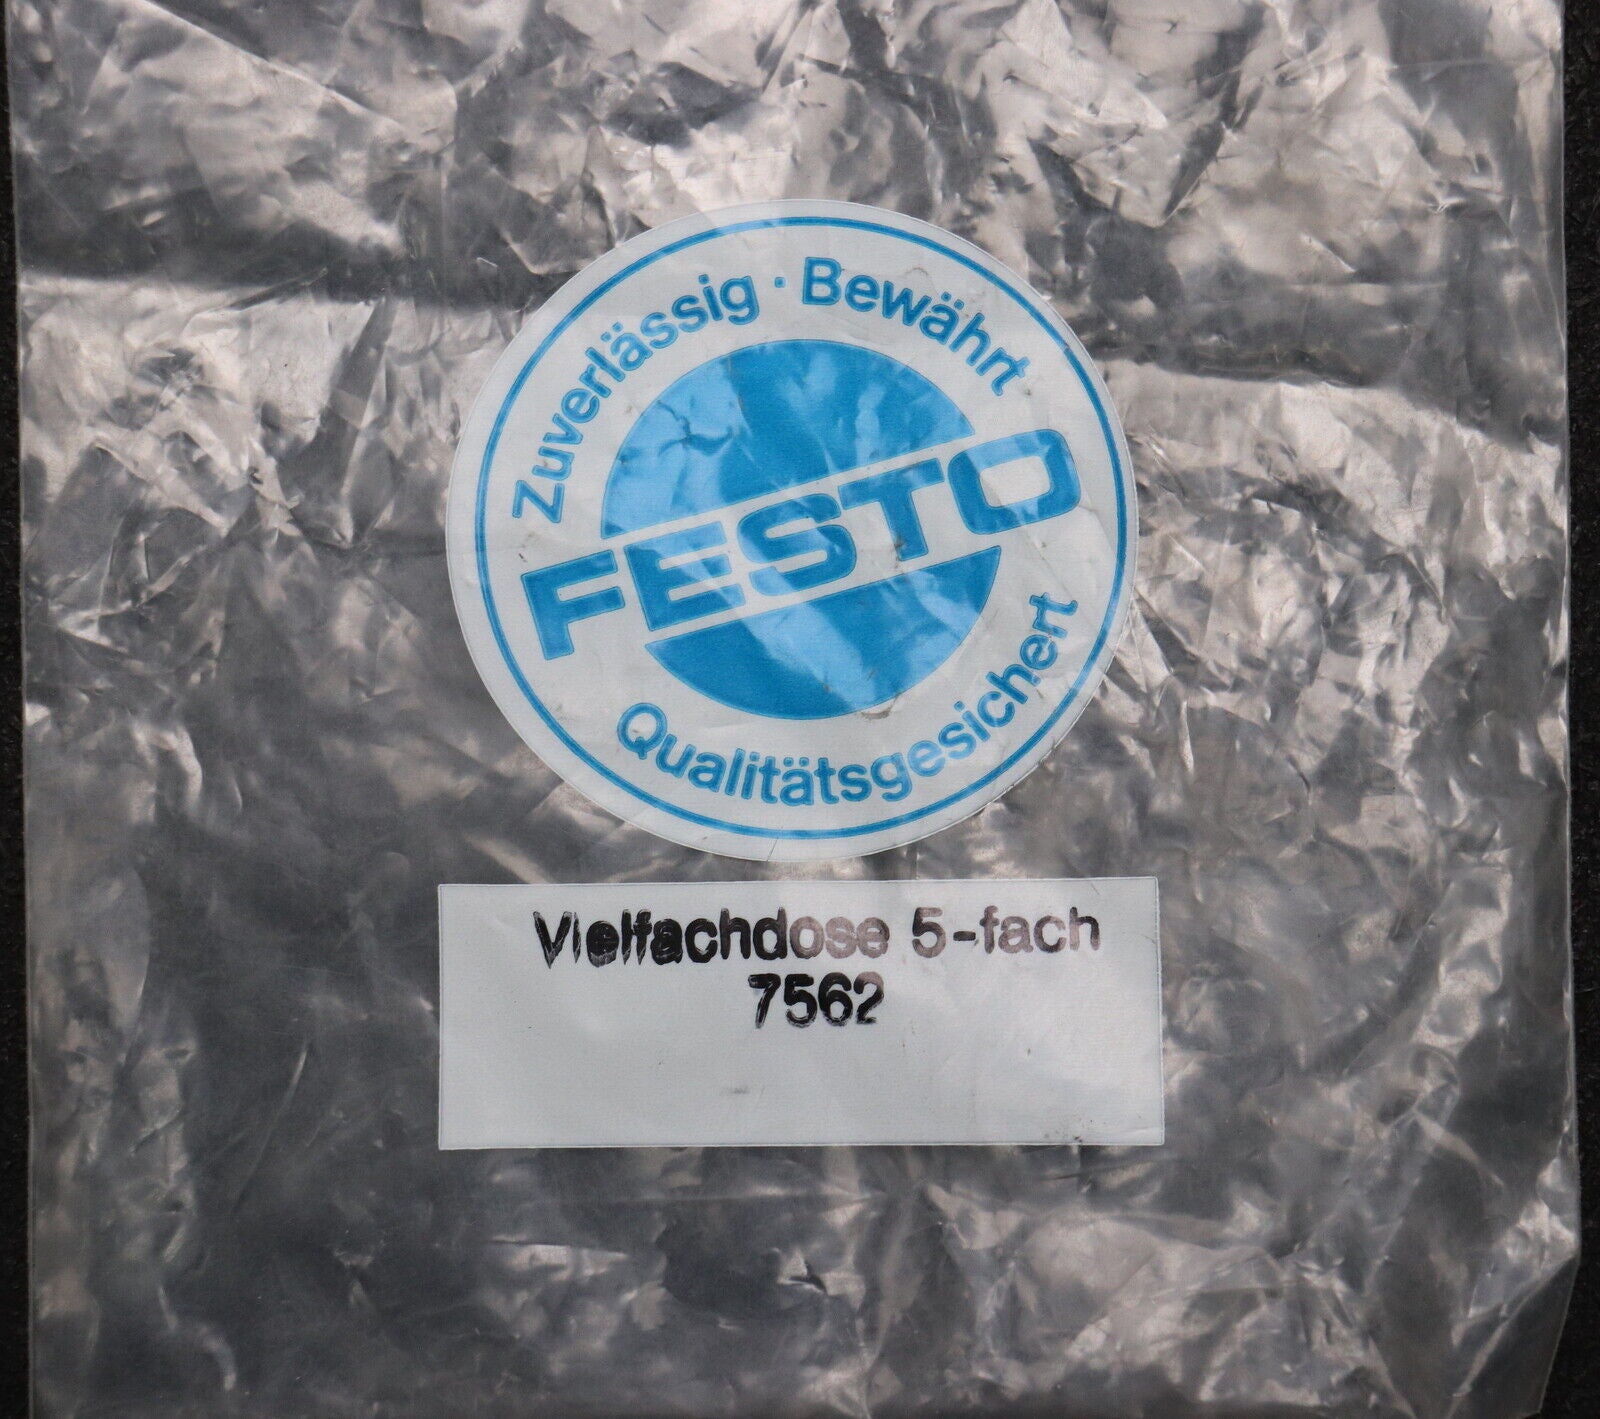 Zuverlässig · Bewährt
FESTO
Qualitätsgesichert
Vielfachdose 5-fach
7562